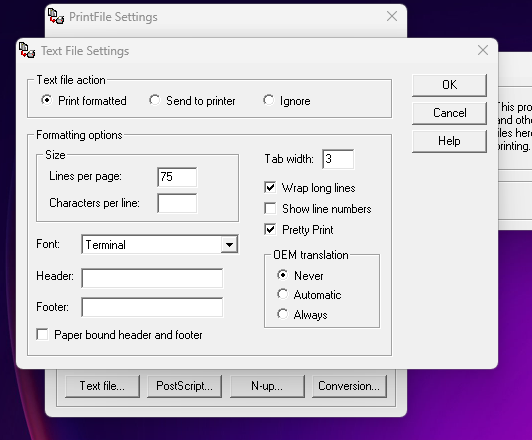 PrintFile Settings
Text File Settings
Text file action
Print formatted
Send to printer
Ignore
OK
Cancel
Help
This pro
and othe
iles here
printing.
Formatting options
Size
Lines per page: 75
Characters per line:
Tab width: 3
Wrap long lines
Show line numbers
Pretty Print
Font: Terminal
Header:
Footer:
Paper bound header and footer
OEM translation
Never
Automatic
Always
Text file...
PostScript...
N-up...
Conversion...